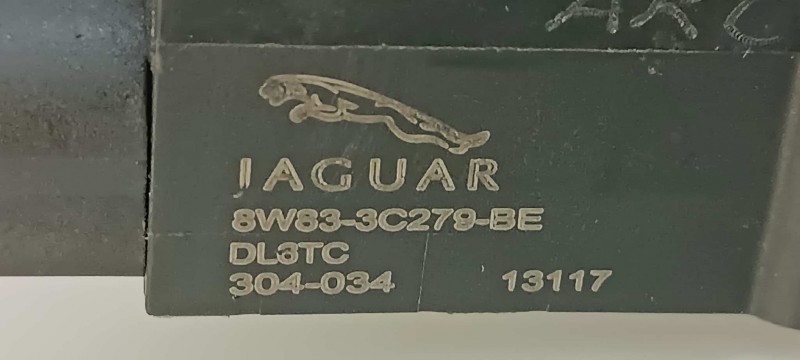 JAGUAR
8W83-3C279-BE
DL3TC
304-034 13117